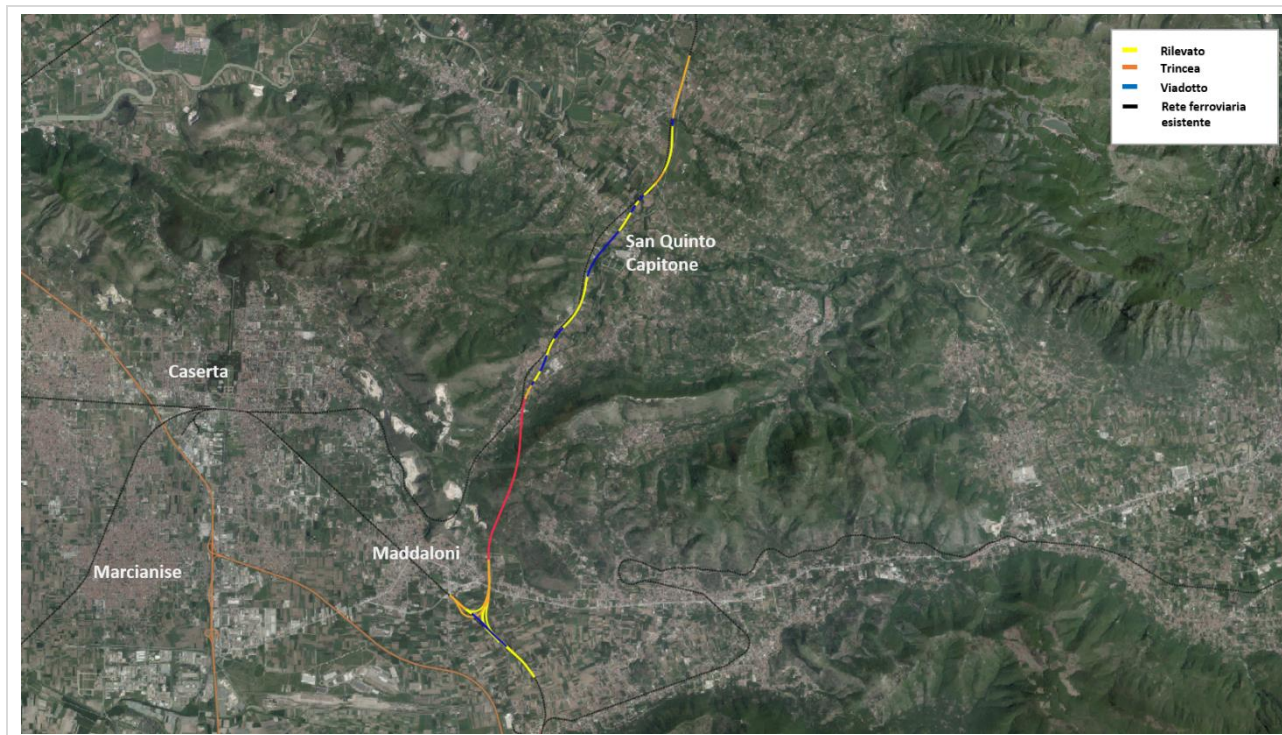 Rilevato
Trincea
Viadotto
Rete ferroviaria
esistente
San Quinto
Capitone
Caserta
Maddaloni
Marcianise